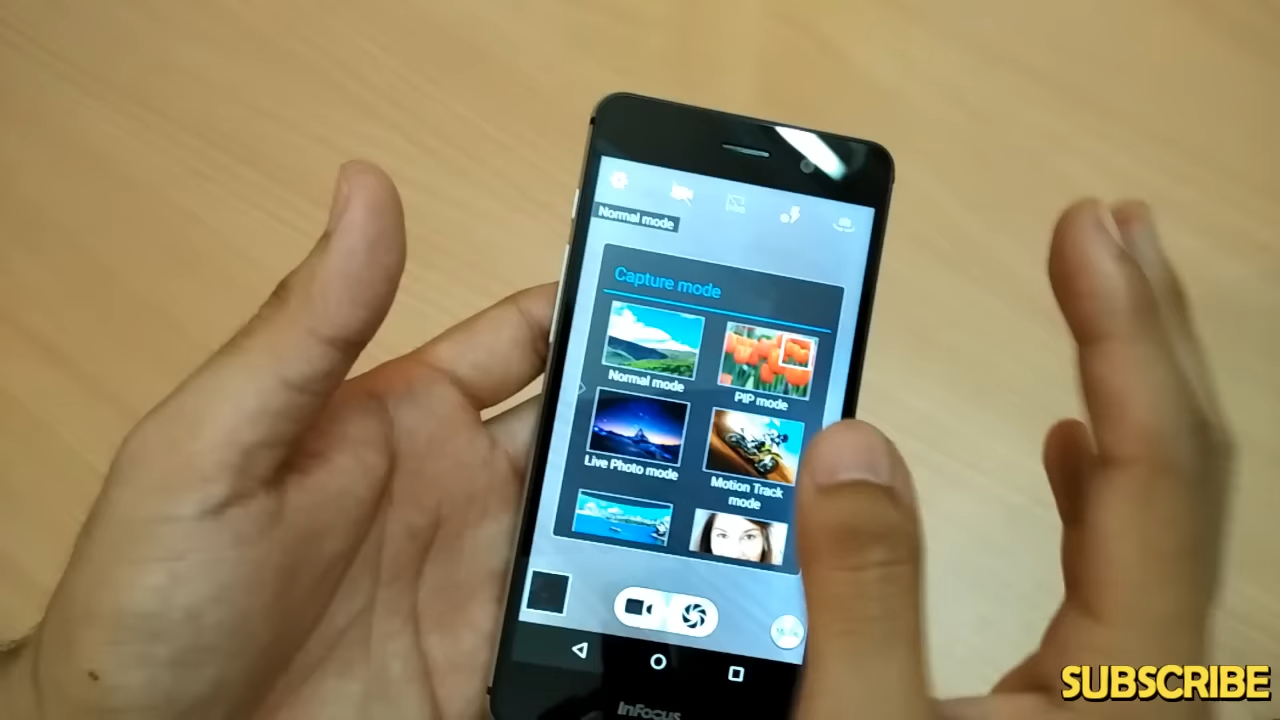 Normal mode
Capture mode
Normal mode
PIP mode
Live Photo mode
Motion Track
mode
InFocus
SUBSCRIBE